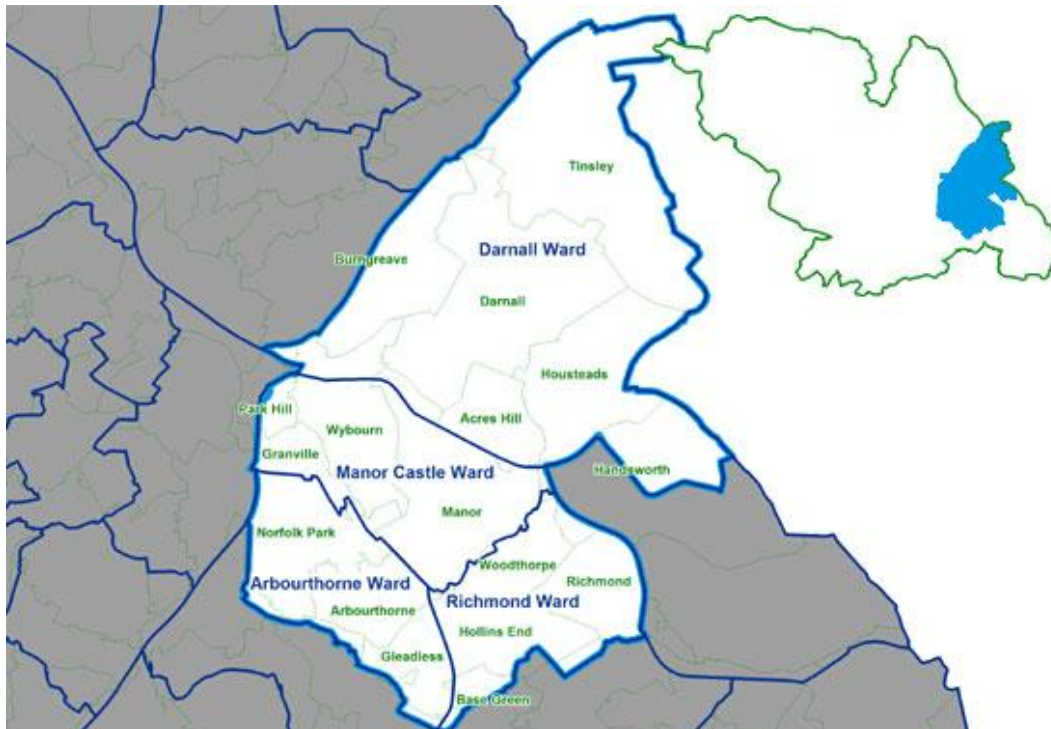 Tinsley
Darnall Ward
Burngreave
Darnall
Housteads
Park Hill
Acres Hill
Wybourn
Granville
Manor Castle Ward
Handsworth
Manor
Norfolk Park
Woodthorpe
Arbourthorne Ward
Richmond
Richmond Ward
Arbourthorne
Hollins End
Gleadless
Base Green